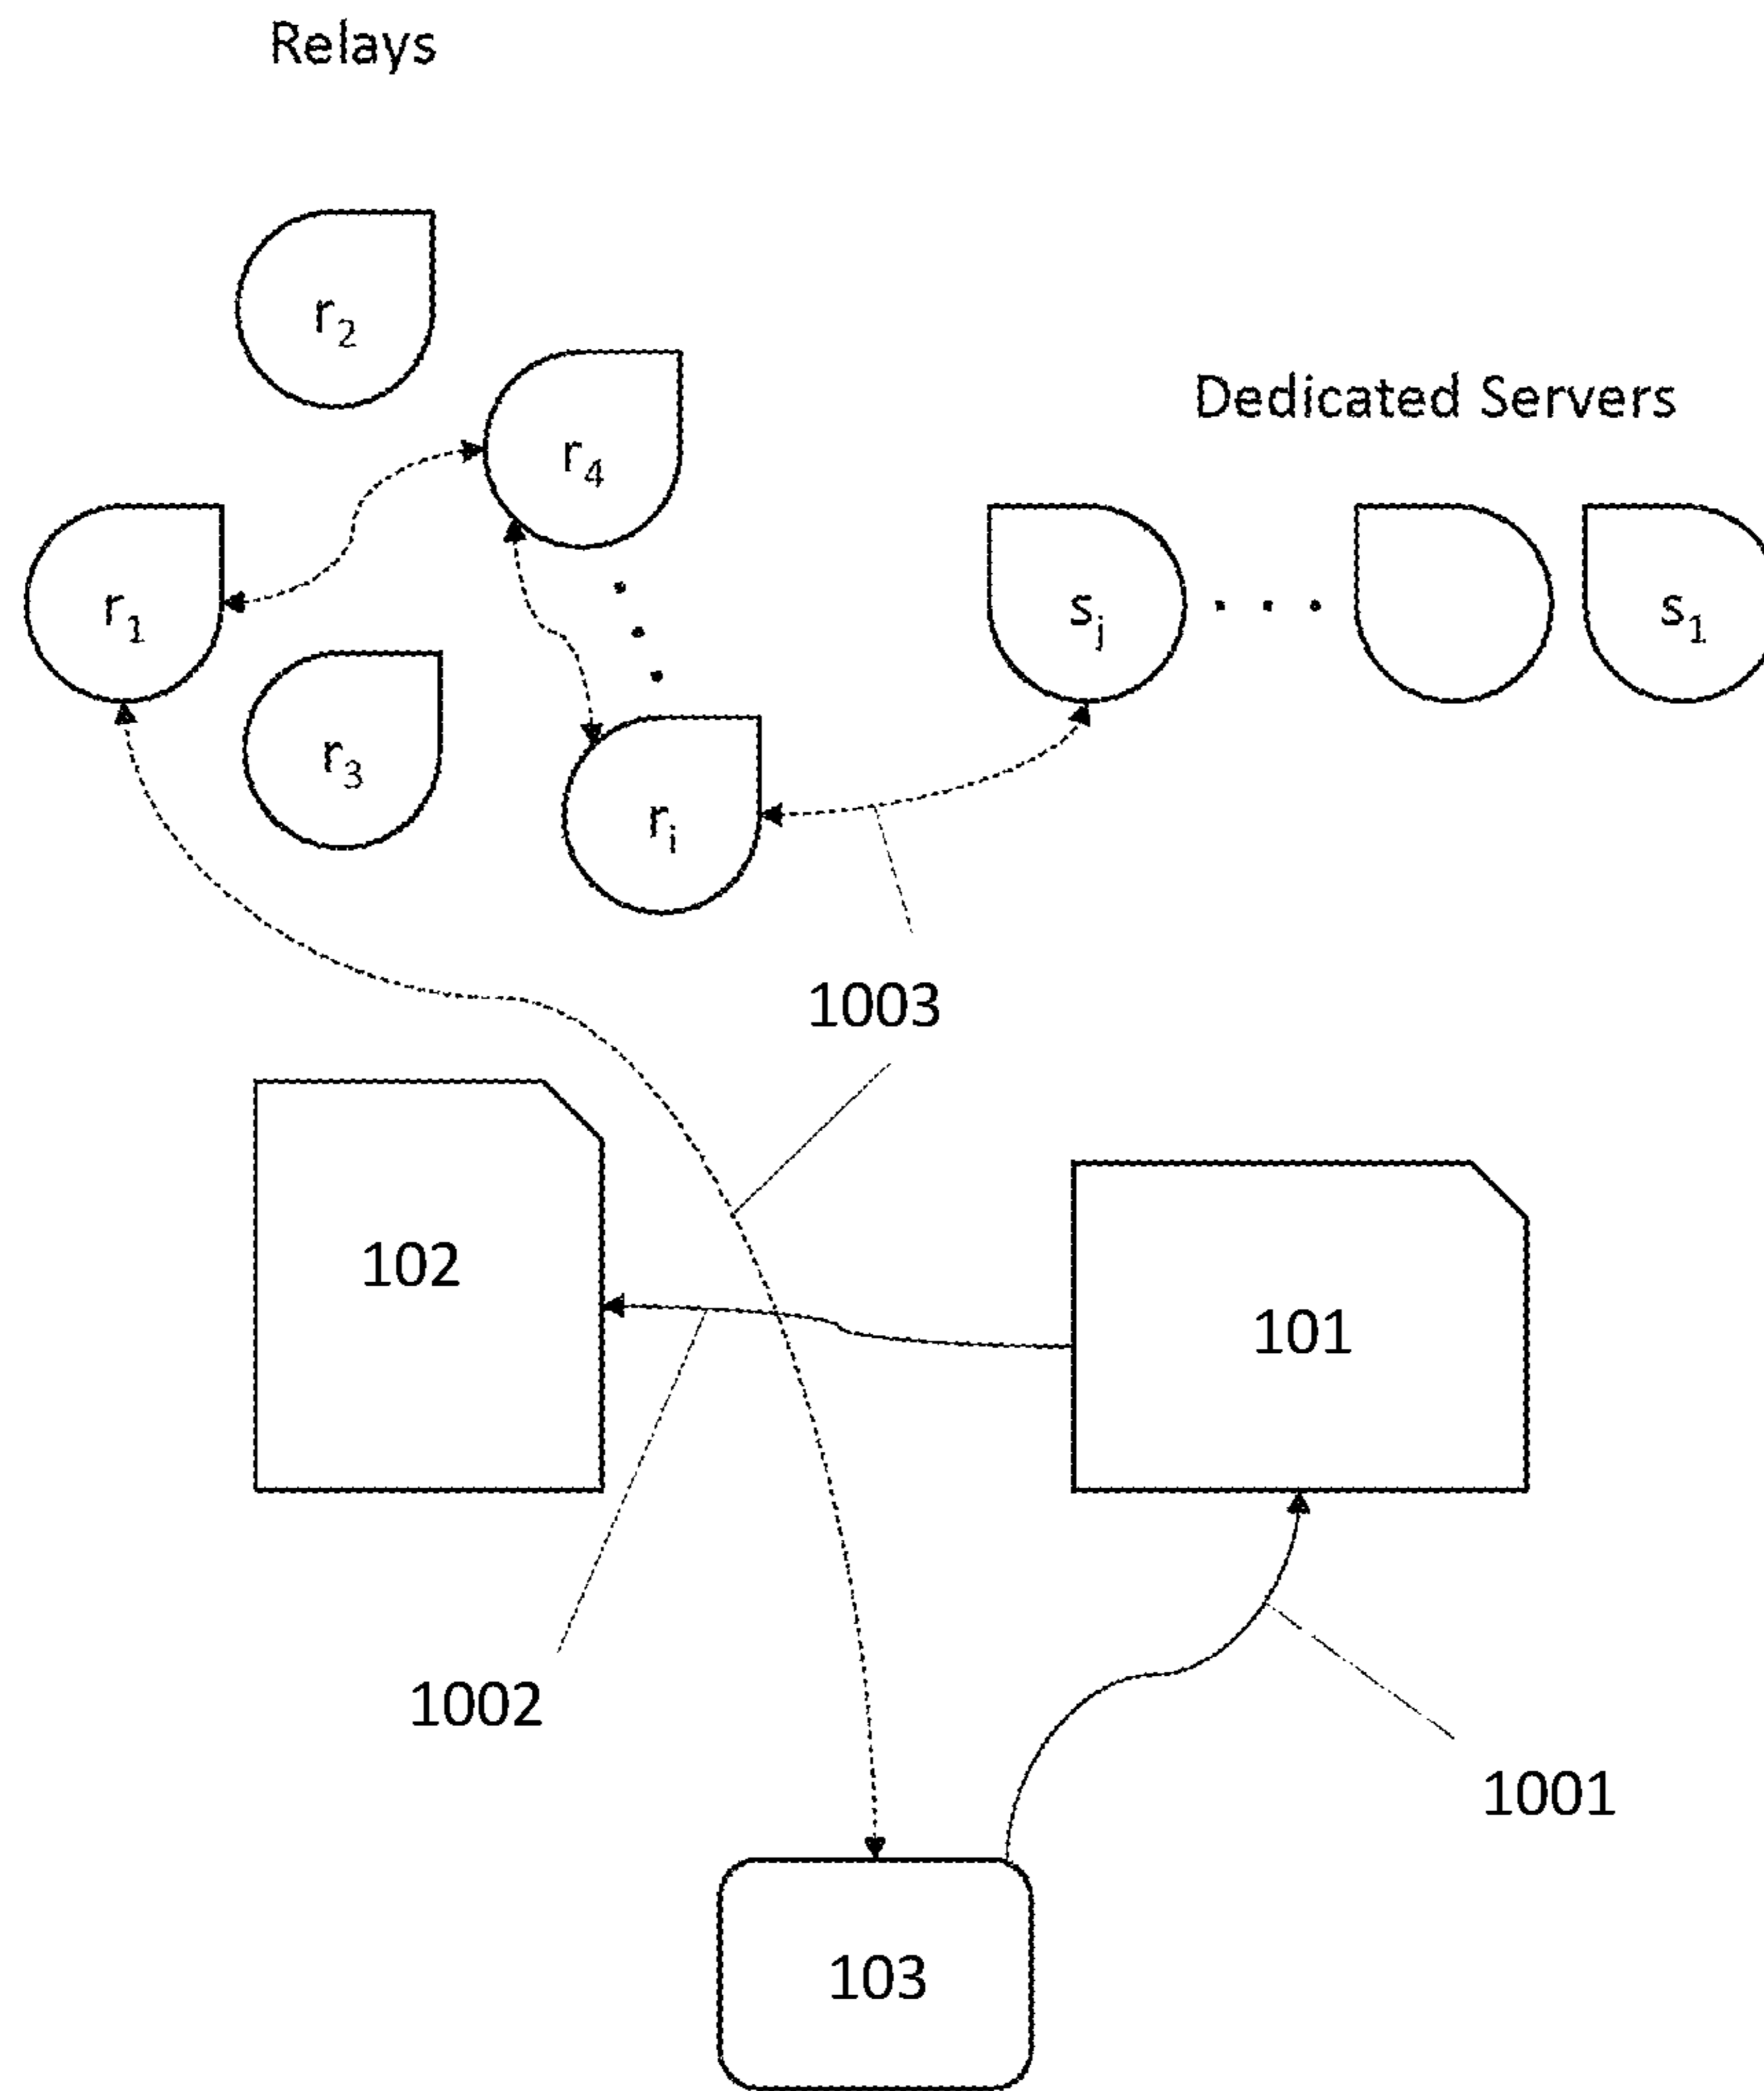 Relays
r2
r4
Dedicated Servers
r1
sj
s1
r3
ri
1003
102
101
1002
1001
103